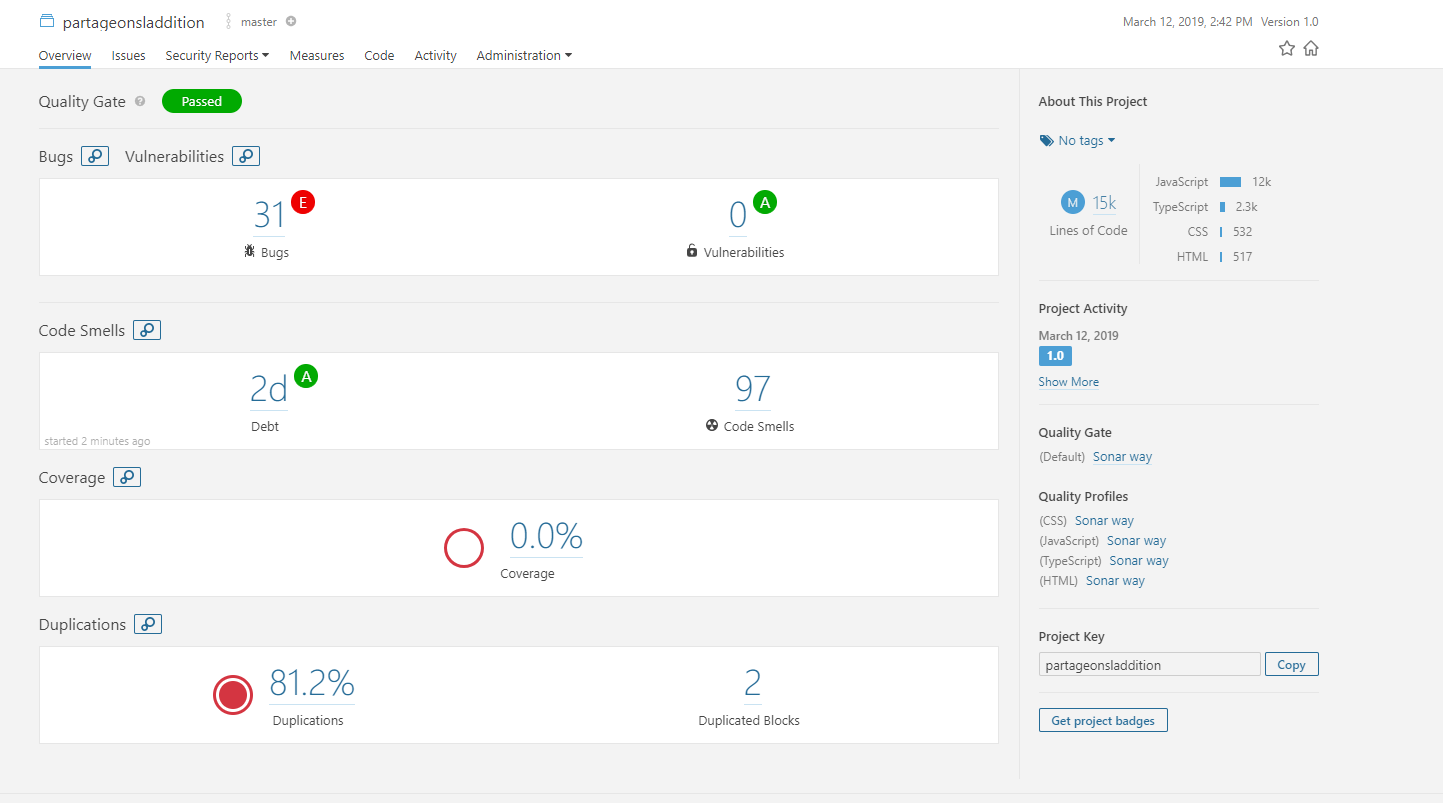 partageonsladdition master March 12, 2019, 2:42 PM Version 1.0
Overview Issues Security Reports Measures Code Activity Administration
Quality Gate ? Passed
Bugs Vulnerabilities
31 E 0 A
Bugs Vulnerabilities
Code Smells
2d A 97
Debt Code Smells
started 2 minutes ago
Coverage
0.0%
Coverage
Duplications
81.2% 2
Duplications Duplicated Blocks
About This Project
No tags
M 15k
Lines of Code
JavaScript 12k
TypeScript 2.3k
CSS 532
HTML 517
Project Activity
March 12, 2019
1.0
Show More
Quality Gate
(Default) Sonar way
Quality Profiles
(CSS) Sonar way
(JavaScript) Sonar way
(TypeScript) Sonar way
(HTML) Sonar way
Project Key
partageonsladdition Copy
Get project badges